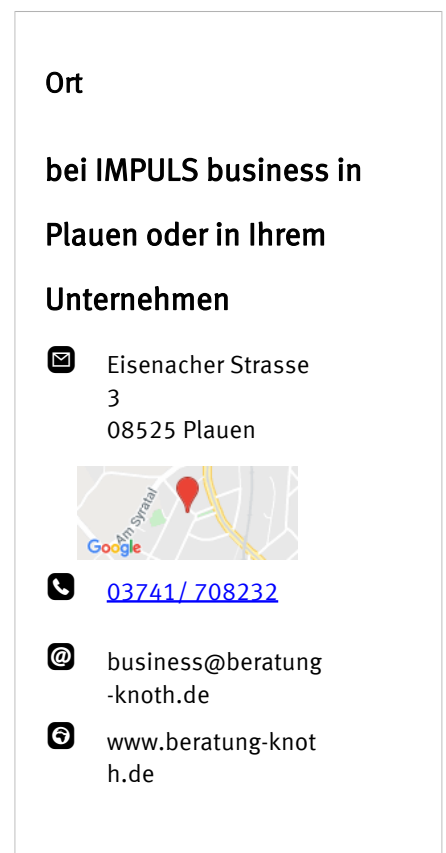 Ort
bei IMPULS business in
Plauen oder in Ihrem
Unternehmen
Eisenacher Strasse
3
08525 Plauen
Am Syratal
Google
03741/ 708232
business@beratung
-knoth.de
www.beratung-knot
h.de